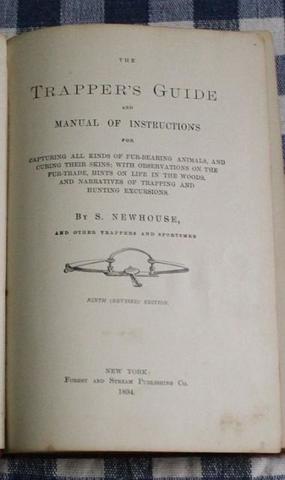 THE
TRAPPER'S GUIDE
AND
MANUAL OF INSTRUCTIONS
FOR
CAPTURING ALL KINDS OF FUR-BEARING ANIMALS, AND
CURING THEIR SKINS; WITH OBSERVATIONS ON THE
FUR-TRADE, HINTS ON LIFE IN THE WOODS,
AND NARRATIVES OF TRAPPING AND
HUNTING EXCURSIONS.
BY S. NEWHOUSE,
AND OTHER TRAPPERS AND SPORTSMEN
NINTH (REVISED) EDITION.
NEW YORK:
FOREST AND STREAM PUBLISHING CO.
1894.